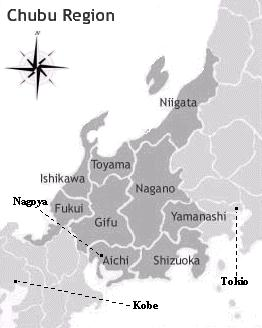 Chubu Region
N
Niigata
Toyama
Ishikawa
Nagano
Nagoya
Fukui
Gifu
Yamanashi
Aichi
Shizuoka
Tokio
Kobe